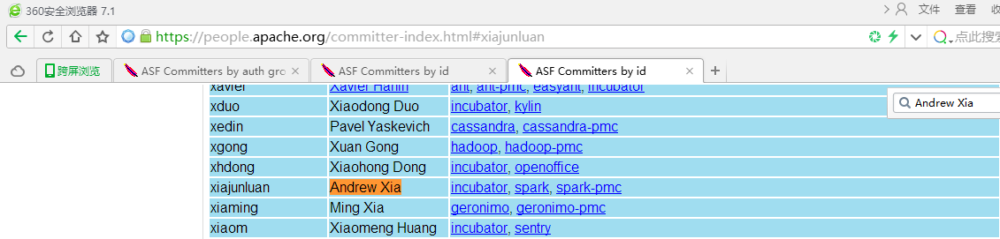 360安全浏览器 7.1
文件 查看 收
https://people.apache.org/committer-index.html#xiajunluan
点此搜索
跨屏浏览 ASF Committers by auth gro ASF Committers by id ASF Committers by id
xavier Xavier Hanin ant, ant-pmc, easyant, incubator
Andrew Xia
xduo Xiaodong Duo incubator, kylin
xedin Pavel Yaskevich cassandra, cassandra-pmc
xgong Xuan Gong hadoop, hadoop-pmc
xhdong Xiaohong Dong incubator, openoffice
xiajunluan Andrew Xia incubator, spark, spark-pmc
xiaming Ming Xia geronimo, geronimo-pmc
xiaom Xiaomeng Huang incubator, sentry